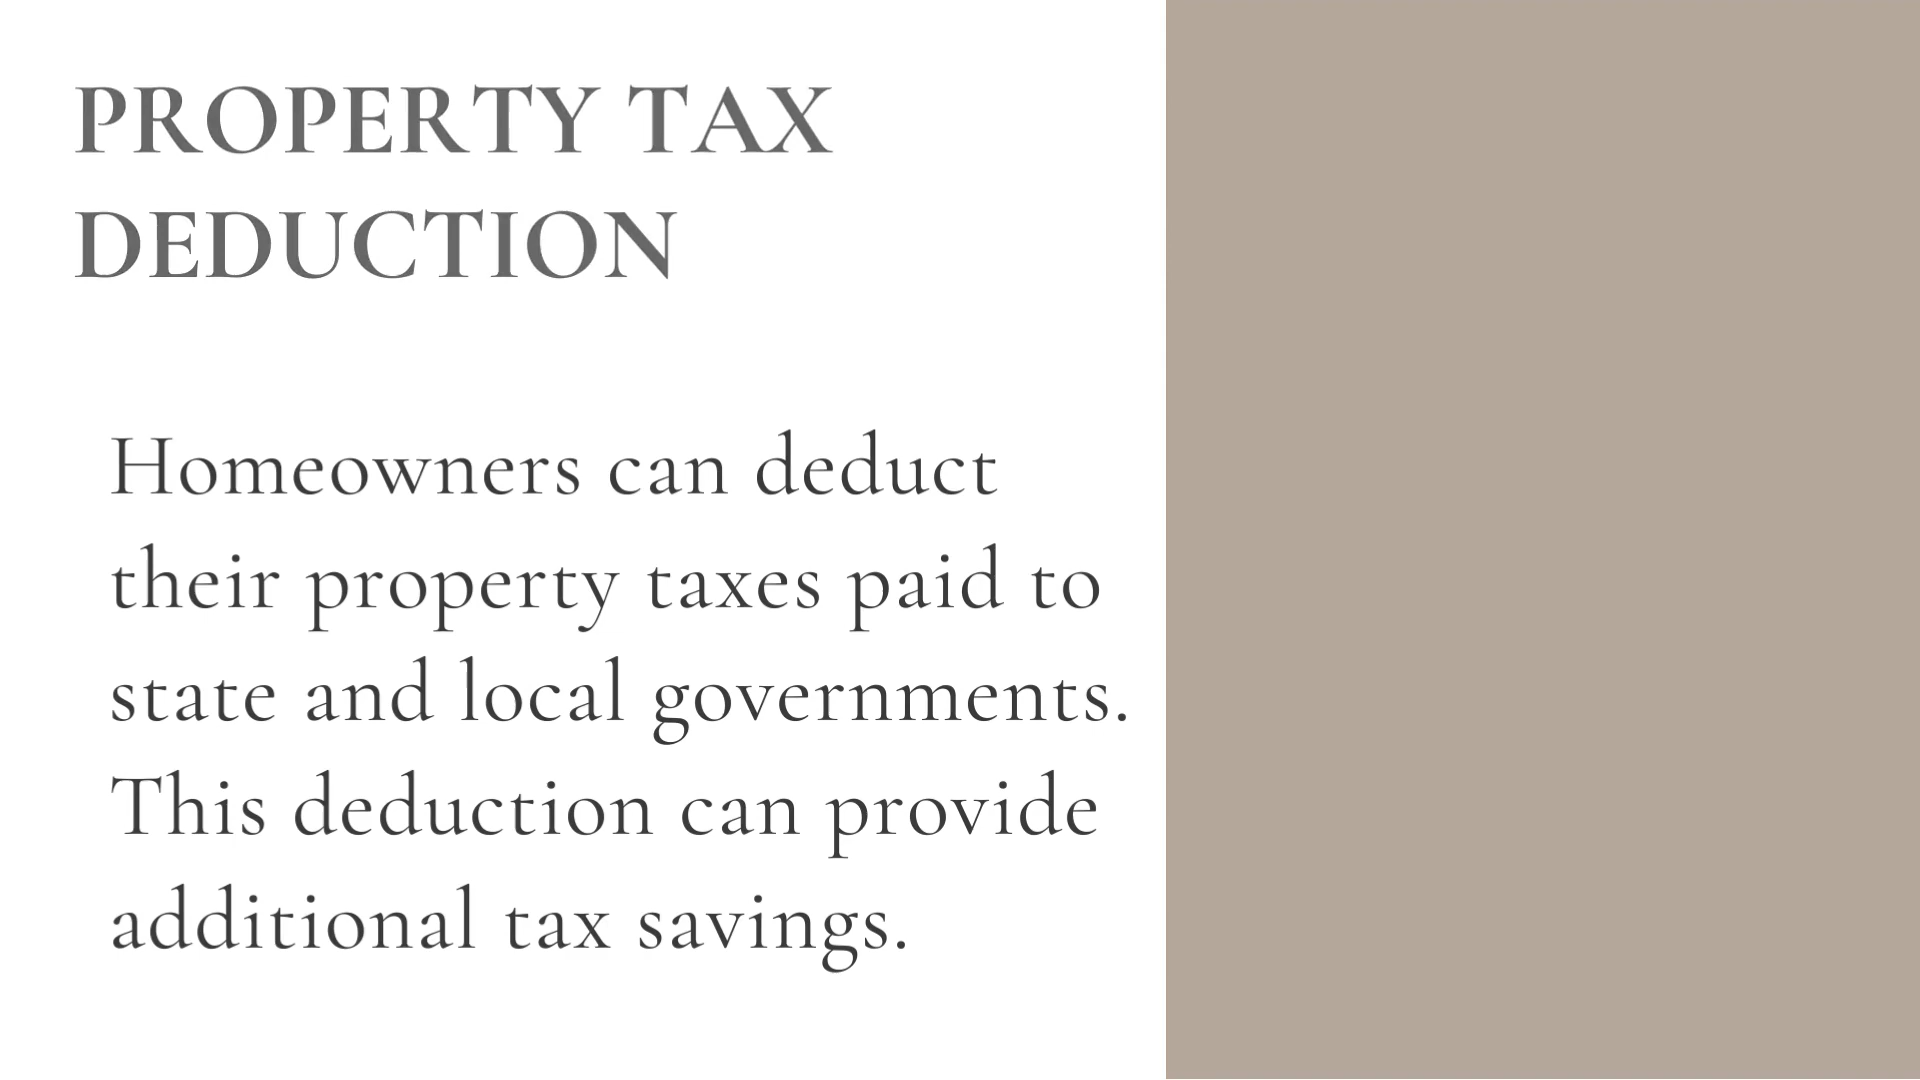 PROPERTY TAX
DEDUCTION
Homeowners can deduct
their property taxes paid to
state and local governments.
This deduction can provide
additional tax savings.